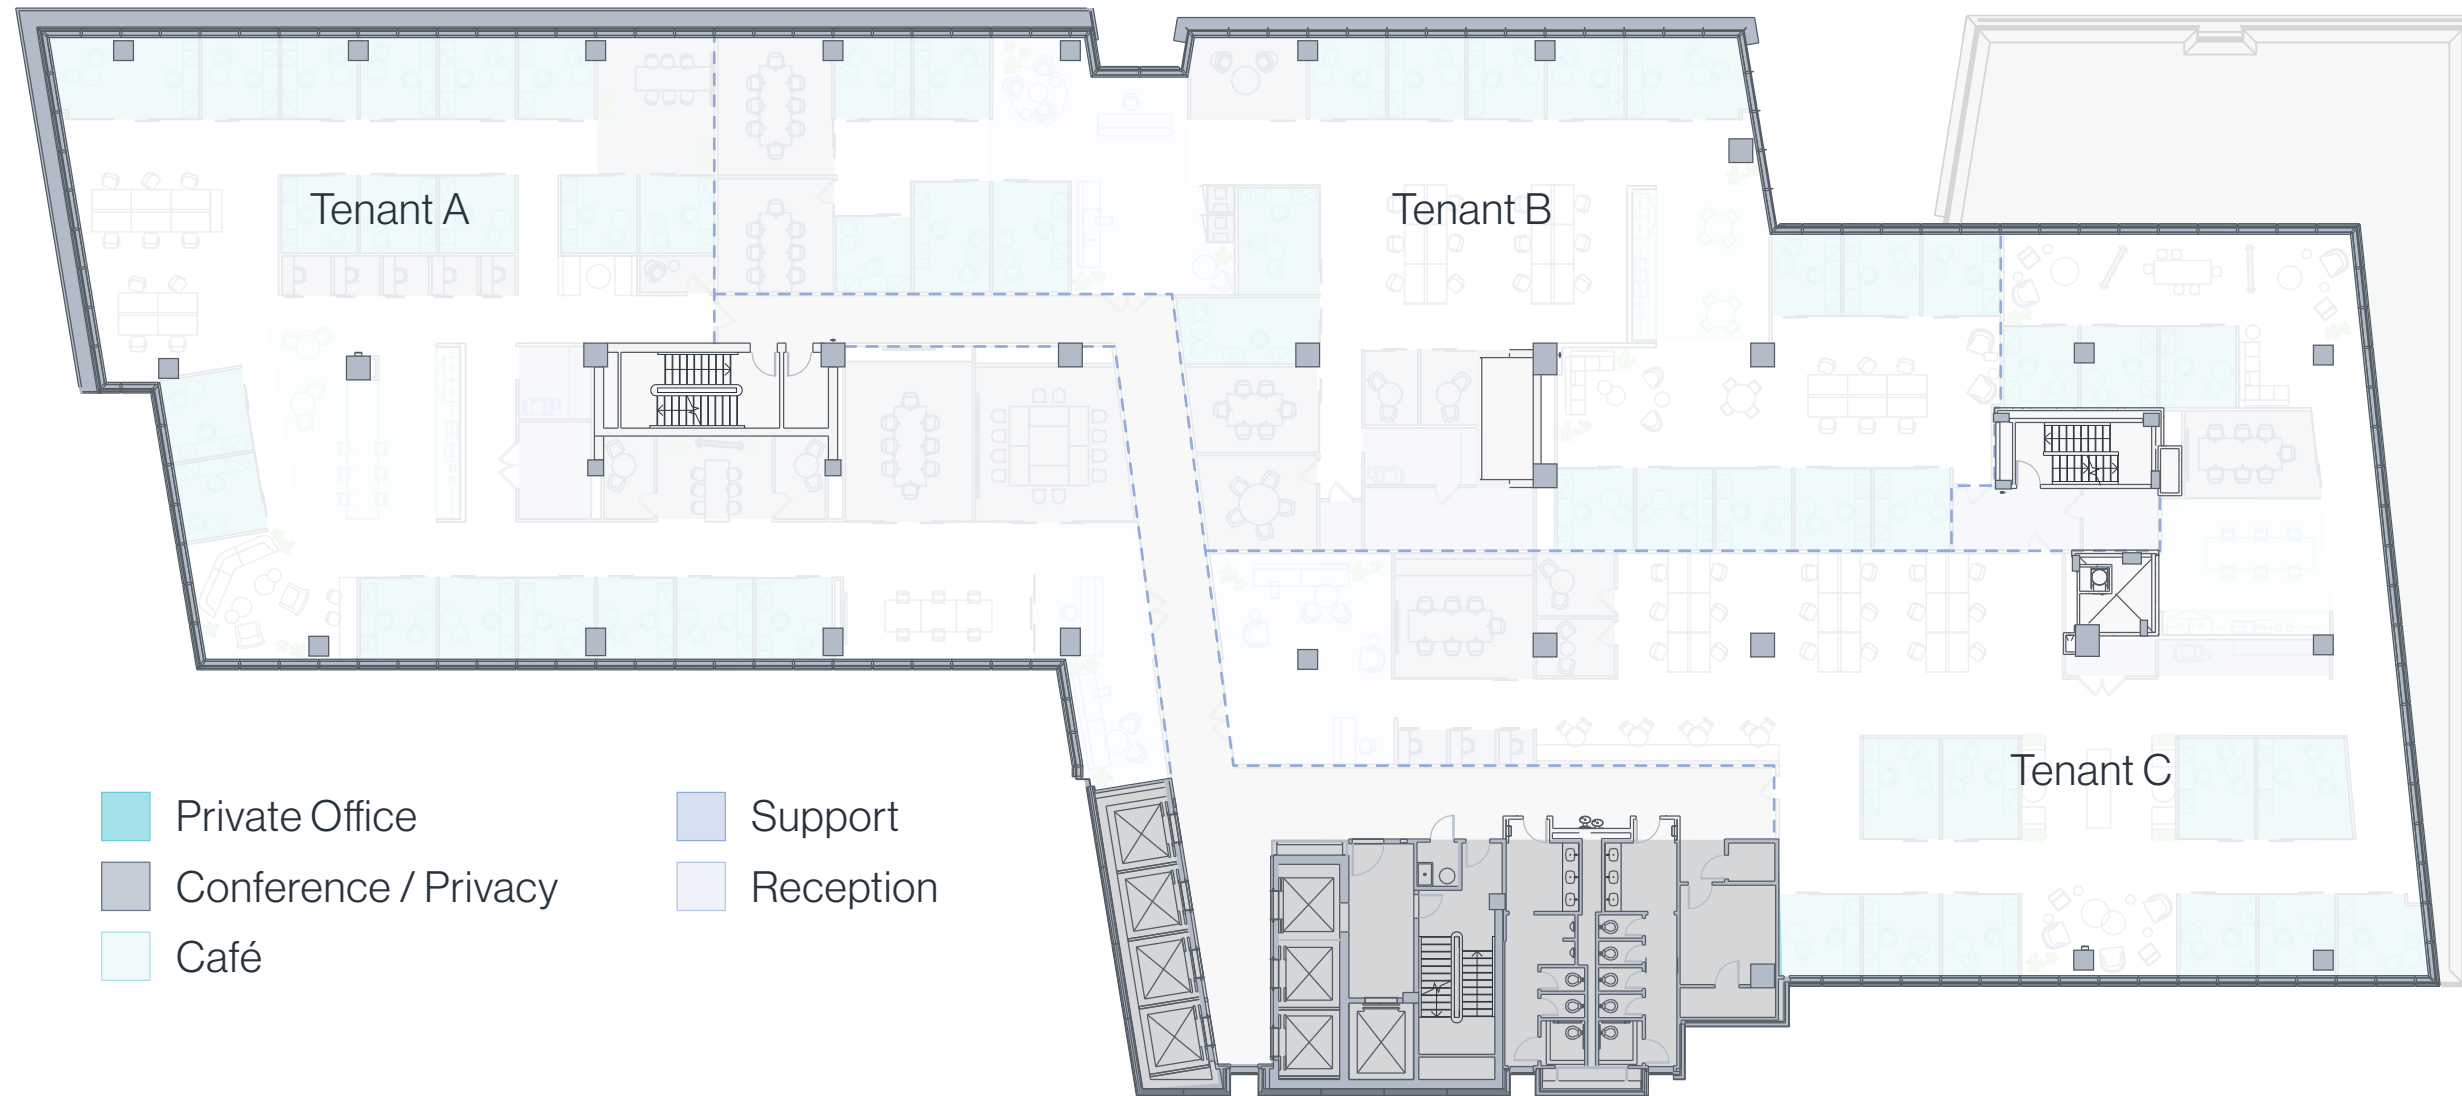 Tenant A
Tenant B
Tenant C
Private Office
Conference / Privacy
Café
Support
Reception